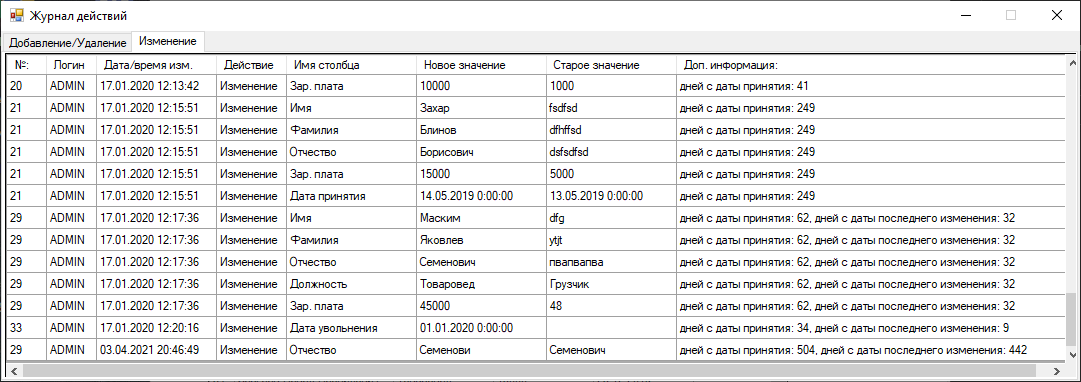 Журнал действий
Добавление/Удаление Изменение
№: Логин Дата/время изм. Действие Имя столбца Новое значение Старое значение Доп. информация:
20 ADMIN 17.01.2020 12:13:42 Изменение Зар. плата 10000 1000 дней с даты принятия: 41
21 ADMIN 17.01.2020 12:15:51 Изменение Имя Захар fsdfsd дней с даты принятия: 249
21 ADMIN 17.01.2020 12:15:51 Изменение Фамилия Блинов dfhffsd дней с даты принятия: 249
21 ADMIN 17.01.2020 12:15:51 Изменение Отчество Борисович dsfsdfsd дней с даты принятия: 249
21 ADMIN 17.01.2020 12:15:51 Изменение Зар. плата 15000 5000 дней с даты принятия: 249
21 ADMIN 17.01.2020 12:15:51 Изменение Дата принятия 14.05.2019 0:00:00 13.05.2019 0:00:00 дней с даты принятия: 249
29 ADMIN 17.01.2020 12:17:36 Изменение Имя Маским dfg дней с даты принятия: 62, дней с даты последнего изменения: 32
29 ADMIN 17.01.2020 12:17:36 Изменение Фамилия Яковлев ytjt дней с даты принятия: 62, дней с даты последнего изменения: 32
29 ADMIN 17.01.2020 12:17:36 Изменение Отчество Семенович пвапвапва дней с даты принятия: 62, дней с даты последнего изменения: 32
29 ADMIN 17.01.2020 12:17:36 Изменение Должность Товаровед Грузчик дней с даты принятия: 62, дней с даты последнего изменения: 32
29 ADMIN 17.01.2020 12:17:36 Изменение Зар. плата 45000 48 дней с даты принятия: 62, дней с даты последнего изменения: 32
33 ADMIN 17.01.2020 12:20:16 Изменение Дата увольнения 01.01.2020 0:00:00 дней с даты принятия: 34, дней с даты последнего изменения: 9
29 ADMIN 03.04.2021 20:46:49 Изменение Отчество Семенови Семенович дней с даты принятия: 504, дней с даты последнего изменения: 442